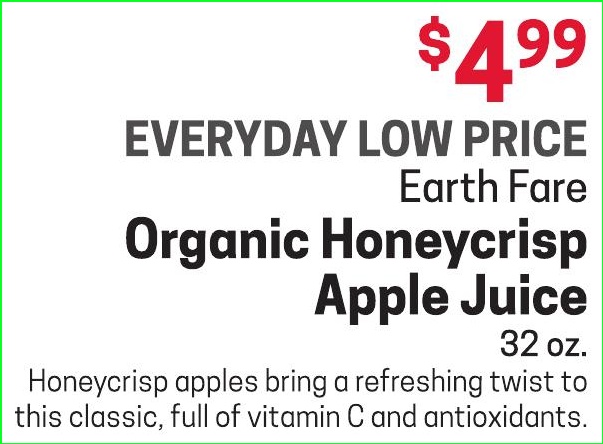 $4.99
EVERYDAY LOW PRICE
Earth Fare
Organic Honeycrisp
Apple Juice
32 oz.
Honeycrisp apples bring a refreshing twist to
this classic, full of vitamin C and antioxidants.